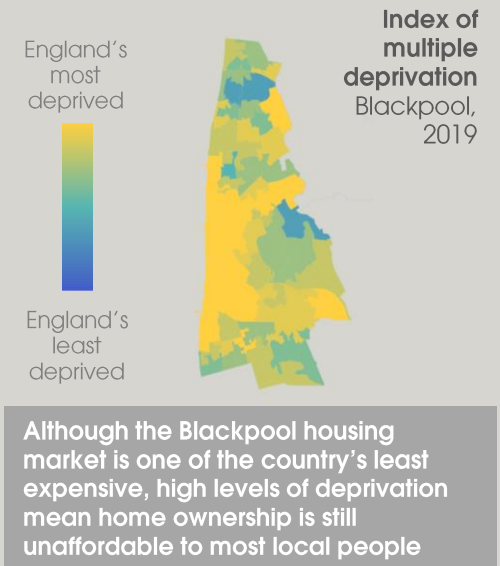 Index of
multiple
deprivation
Blackpool,
2019
England's
most
deprived
England's
least
deprived
Although the Blackpool housing
market is one of the country's least
expensive, high levels of deprivation
mean home ownership is still
unaffordable to most local people